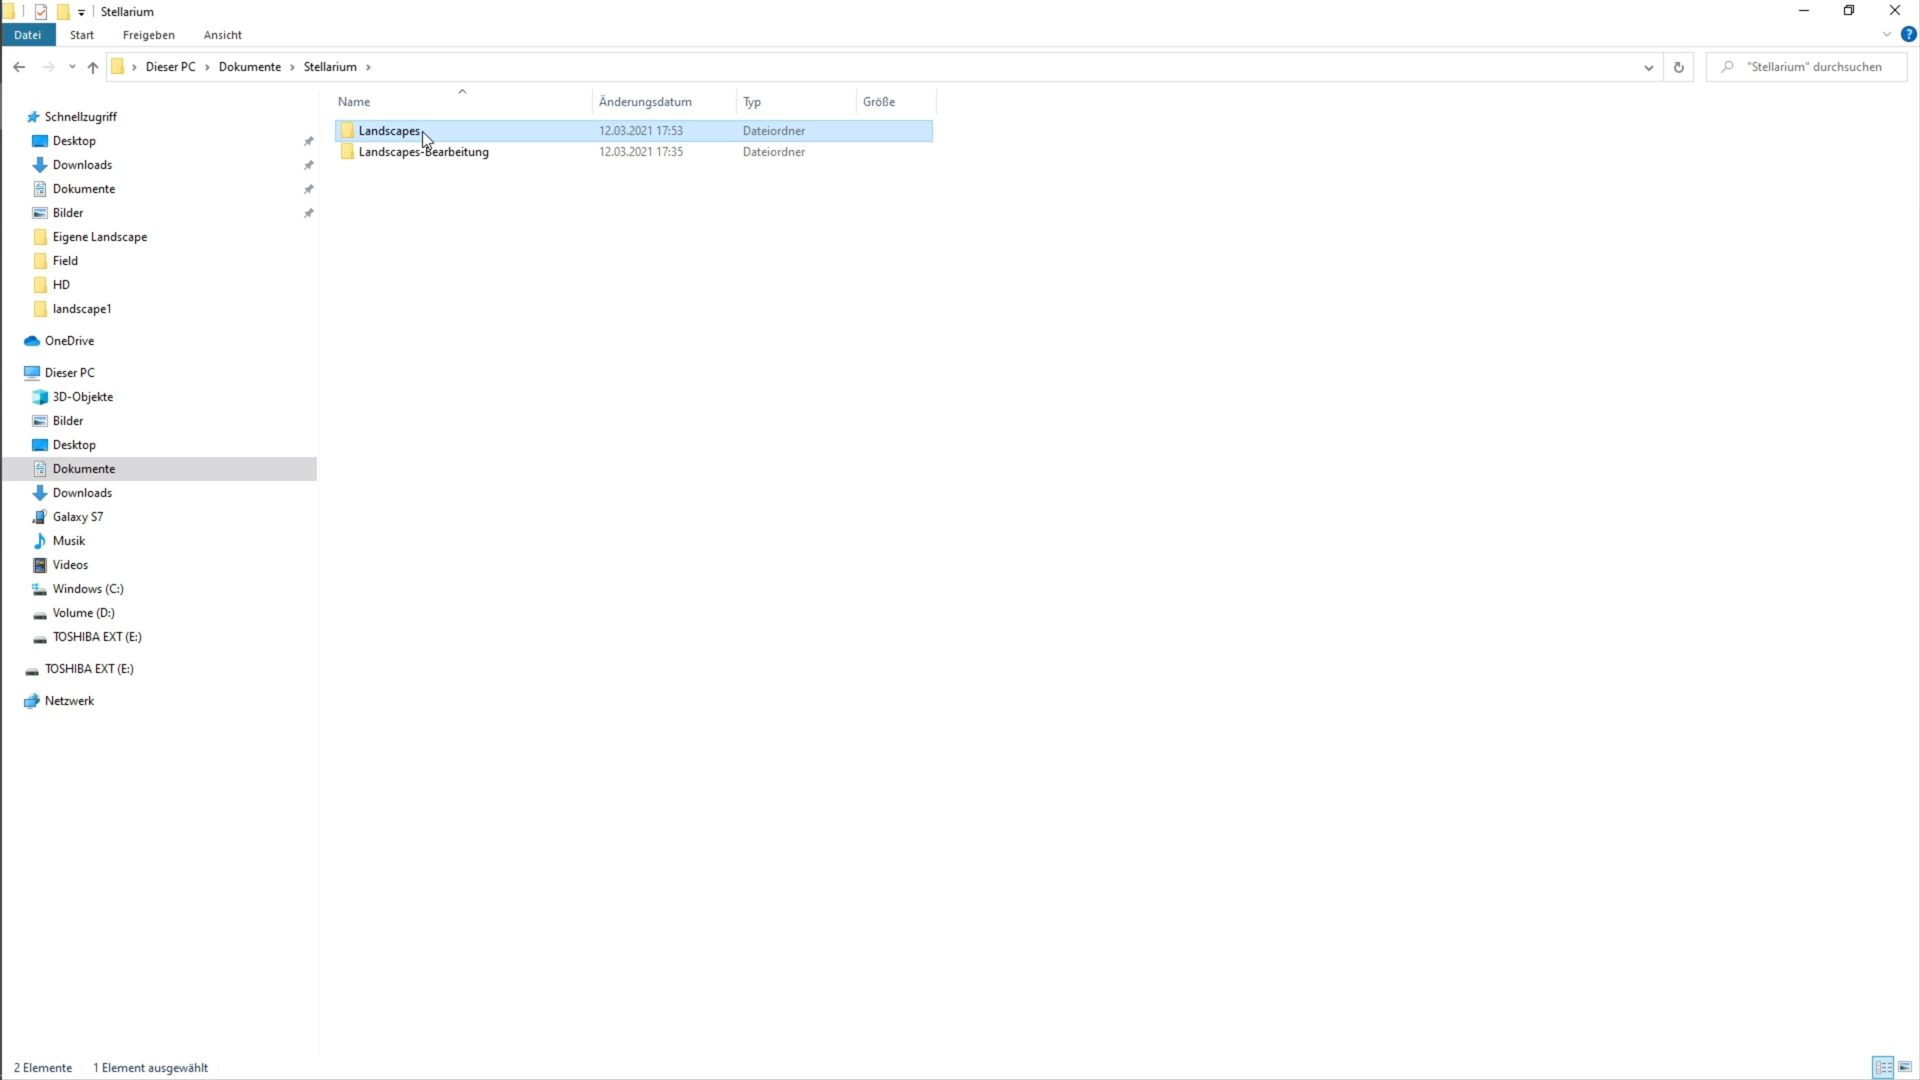 Stellarium
Datei Start Freigeben Ansicht
Dieser PC Dokumente Stellarium "Stellarium" durchsuchen
Name Änderungsdatum Typ Größe
Landscapes 12.03.2021 17:53 Dateiordner
Landscapes-Bearbeitung 12.03.2021 17:35 Dateiordner
Schnellzugriff
Desktop
Downloads
Dokumente
Bilder
Eigene Landscape
Field
HD
landscape1
OneDrive
Dieser PC
3D-Objekte
Bilder
Desktop
Dokumente
Downloads
Galaxy S7
Musik
Videos
Windows (C:)
Volume (D:)
TOSHIBA EXT (E:)
TOSHIBA EXT (E:)
Netzwerk
2 Elemente 1 Element ausgewählt